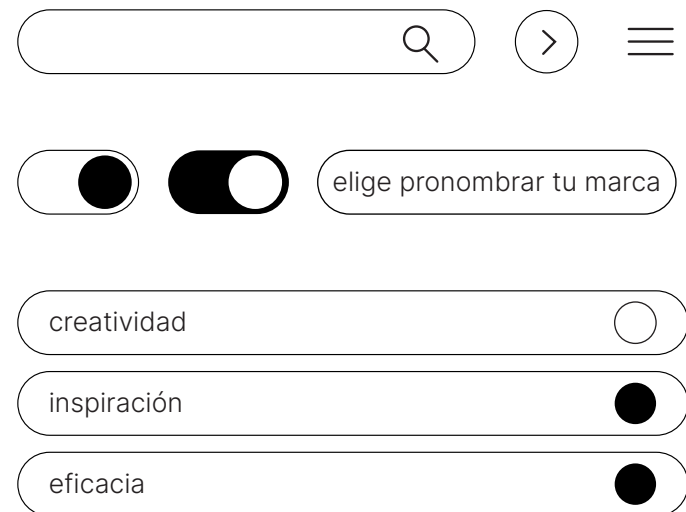 elige pronombrar tu marca
creatividad
inspiración
eficacia